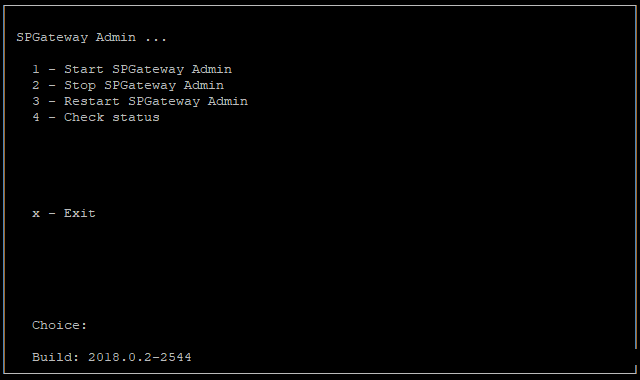 SPGateway Admin ...
1 - Start SPGateway Admin
2 - Stop SPGateway Admin
3 - Restart SPGateway Admin
4 - Check status
x - Exit
Choice:
Build: 2018.0.2-2544